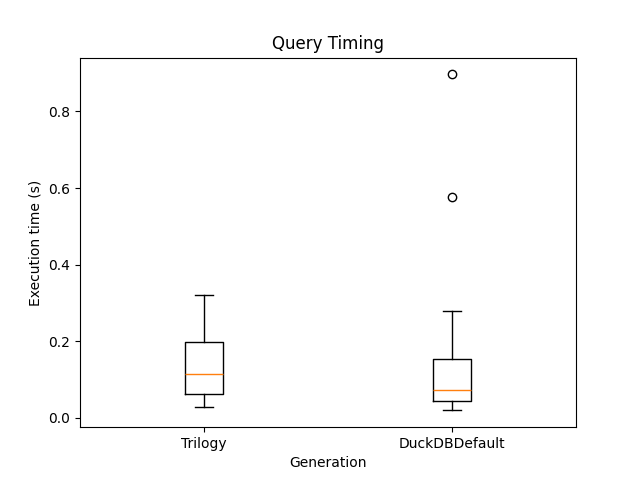 Query Timing
Execution time (s)
0.8
0.6
0.4
0.2
0.0
Trilogy
DuckDBDefault
Generation